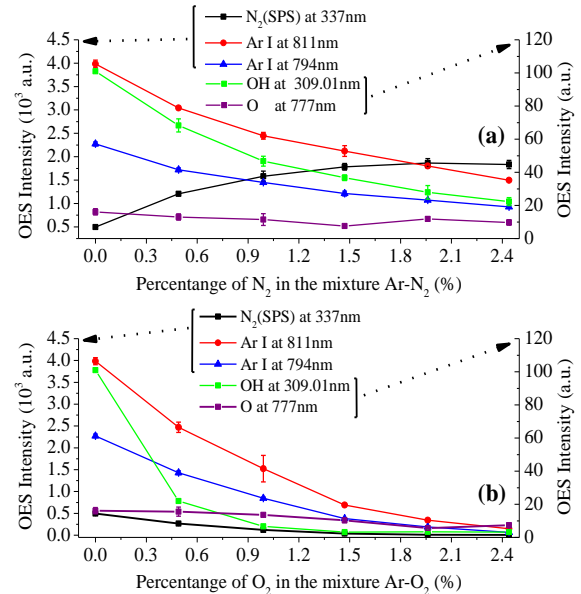 N2(SPS) at 337nm
Ar I at 811nm
Ar I at 794nm
OH at 309.01nm
O at 777nm
(a)
OES Intensity (10^3 a.u.)
4.5
4.0
3.5
3.0
2.5
2.0
1.5
1.0
0.5
OES Intensity (a.u.)
120
100
80
60
40
20
0
0.0 0.3 0.6 0.9 1.2 1.5 1.8 2.1 2.4
Percentange of N2 in the mixture Ar-N2 (%)
N2(SPS) at 337nm
Ar I at 811nm
Ar I at 794nm
OH at 309.01nm
O at 777nm
(b)
OES Intensity (10^3 a.u.)
4.5
4.0
3.5
3.0
2.5
2.0
1.5
1.0
0.5
0.0
OES Intensity (a.u.)
120
100
80
60
40
20
0
0.0 0.3 0.6 0.9 1.2 1.5 1.8 2.1 2.4
Percentange of O2 in the mixture Ar-O2 (%)